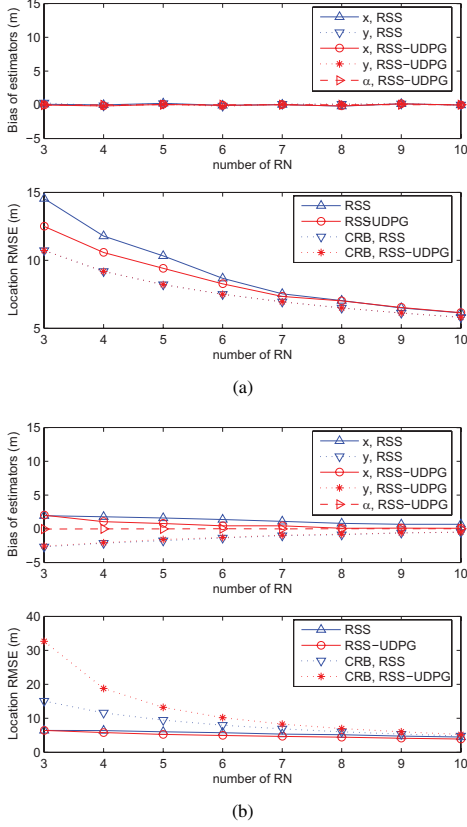 15
10
5
0
−5
Bias of estimators (m)
x, RSS
y, RSS
x, RSS−UDPG
y, RSS−UDPG
α, RSS−UDPG
3 4 5 6 7 8 9 10
number of RN
15
10
5
Location RMSE (m)
RSS
RSS-UDPG
CRB, RSS
CRB, RSS−UDPG
3 4 5 6 7 8 9 10
number of RN
(a)
15
10
5
0
−5
Bias of estimators (m)
x, RSS
y, RSS
x, RSS−UDPG
y, RSS−UDPG
α, RSS−UDPG
3 4 5 6 7 8 9 10
number of RN
40
30
20
10
0
Location RMSE (m)
RSS
RSS−UDPG
CRB, RSS
CRB, RSS−UDPG
3 4 5 6 7 8 9 10
number of RN
(b)